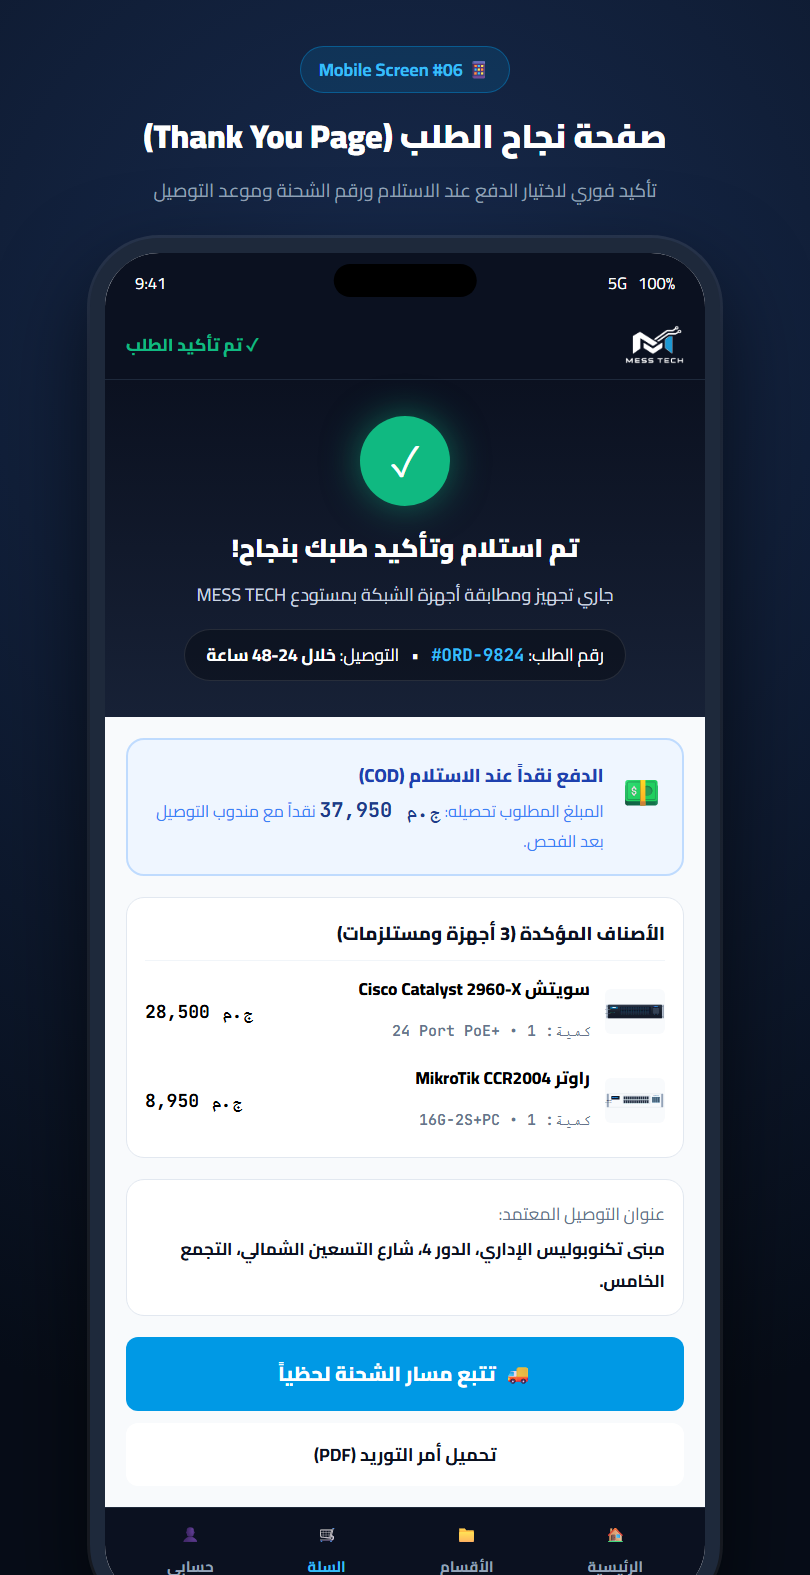 Mobile Screen #06
صفحة نجاح الطلب (Thank You Page)
تأكيد فوري لاختيار الدفع عند الاستلام ورقم الشحنة وموعد التوصيل
9:41
5G 100%
MESS TECH
✓ تم تأكيد الطلب
✓
تم استلام وتأكيد طلبك بنجاح!
جاري تجهيز ومطابقة أجهزة الشبكة بمستودع MESS TECH
رقم الطلب: #ORD-9824 • التوصيل: خلال 24-48 ساعة
الدفع نقداً عند الاستلام (COD)
المبلغ المطلوب تحصيله: 37,950 ج.م نقداً مع مندوب التوصيل
بعد الفحص.
الأصناف المؤكدة (3 أجهزة ومستلزمات)
سويتش Cisco Catalyst 2960-X
كمية: 1 • 24 Port PoE+
28,500 ج.م
راوتر MikroTik CCR2004
كمية: 1 • 16G-2S+PC
8,950 ج.م
عنوان التوصيل المعتمد:
مبنى تكنوبوليس الإداري، الدور 4، شارع التسعين الشمالي، التجمع
الخامس.
تتبع مسار الشحنة لحظياً
تحميل أمر التوريد (PDF)
الرئيسية
الأقسام
السلة
حسابي